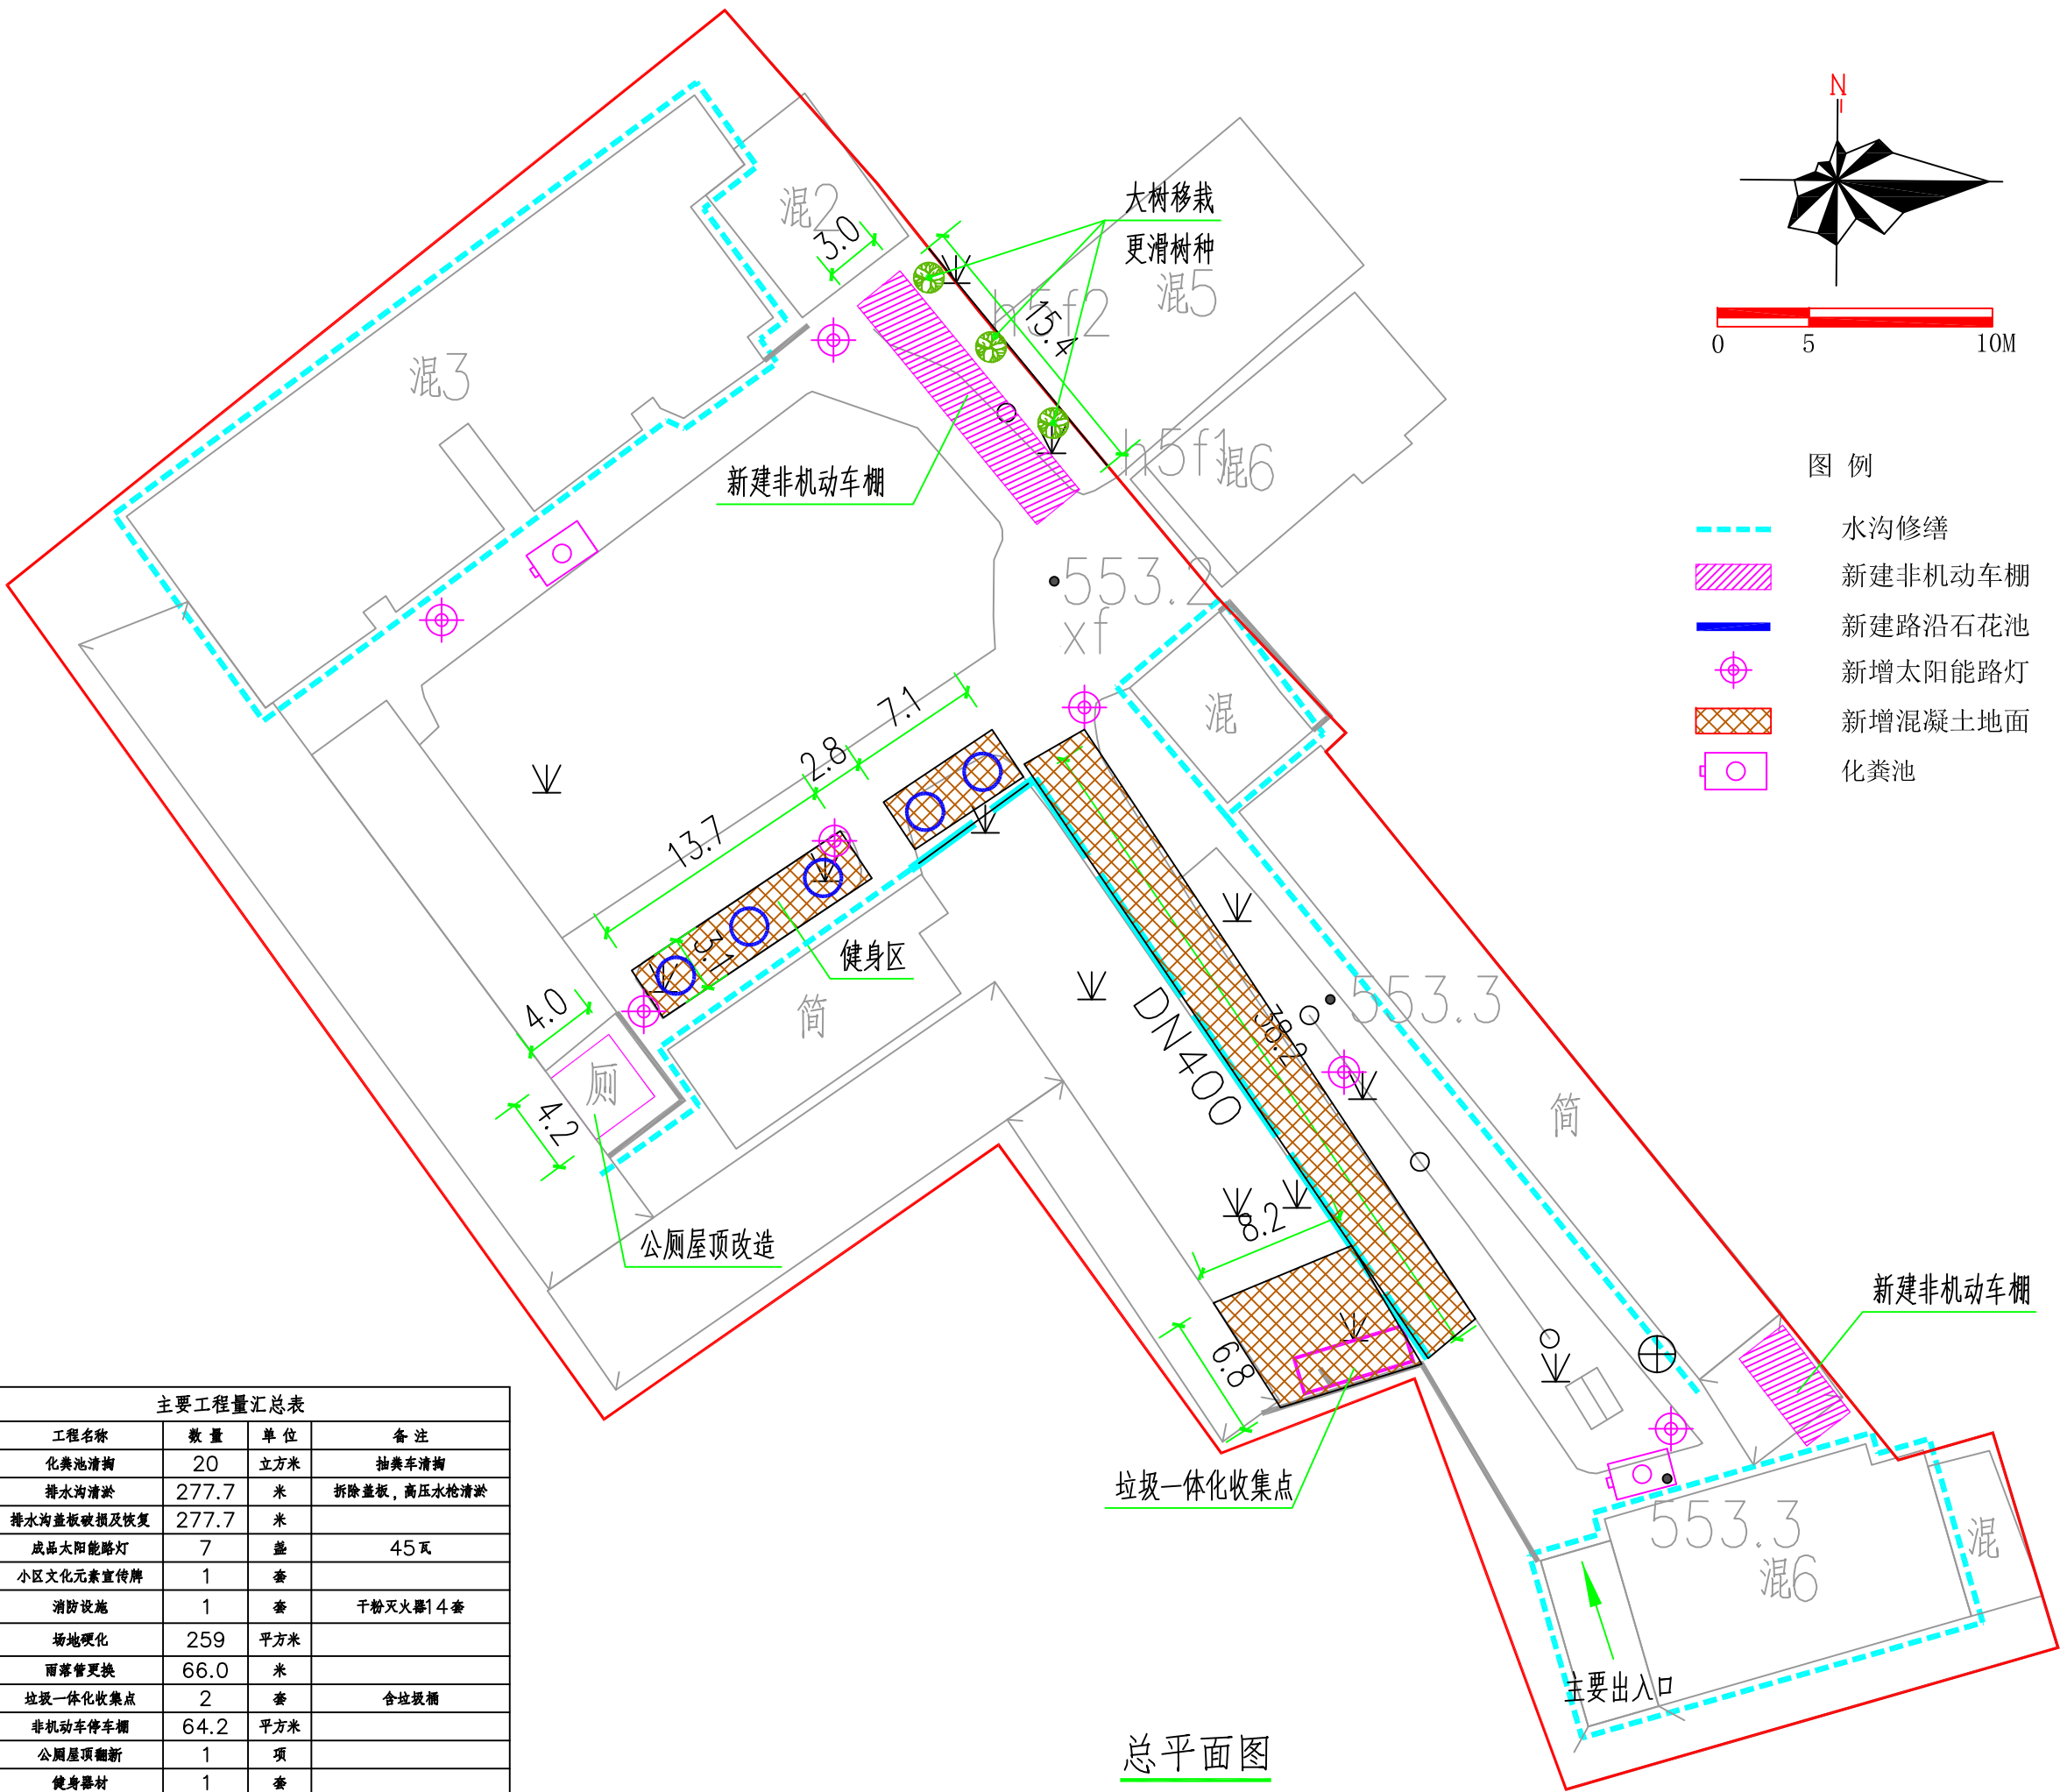 N
0 5 10M
混2
3.0
大树移栽
更滑树种
混5
h5f2
15.4
混3
h5f1
混6
新建非机动车棚
图 例
水沟修缮
新建非机动车棚
新建路沿石花池
新增太阳能路灯
新增混凝土地面
化粪池
553.2
xf
混
7.1
2.8
13.7
3.1
健身区
简
4.0
厕
4.2
公厕屋顶改造
DN400
38.2
553.3
简
8.2
6.8
新建非机动车棚
垃圾一体化收集点
553.3
混6
混
主要出入口
总平面图
主要工程量汇总表
工程名称 数 量 单 位 备 注
化粪池清掏 20 立方米 抽粪车清掏
排水沟清淤 277.7 米 拆除盖板，高压水枪清淤
排水沟盖板破损及恢复 277.7 米
成品太阳能路灯 7 盏 45瓦
小区文化元素宣传牌 1 套
消防设施 1 套 干粉灭火器14套
场地硬化 259 平方米
雨落管更换 66.0 米
垃圾一体化收集点 2 套 含垃圾桶
非机动车停车棚 64.2 平方米
公厕屋顶翻新 1 项
健身器材 1 套